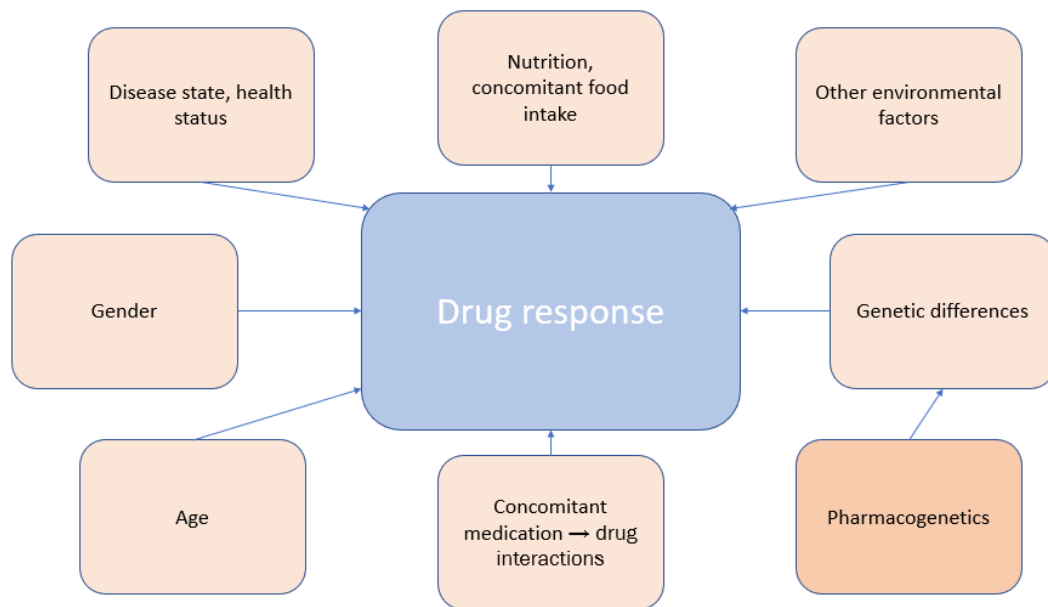 Disease state, health
status
Nutrition,
concomitant food
intake
Other environmental
factors
Gender
Drug response
Genetic differences
Age
Concomitant
medication → drug
interactions
Pharmacogenetics